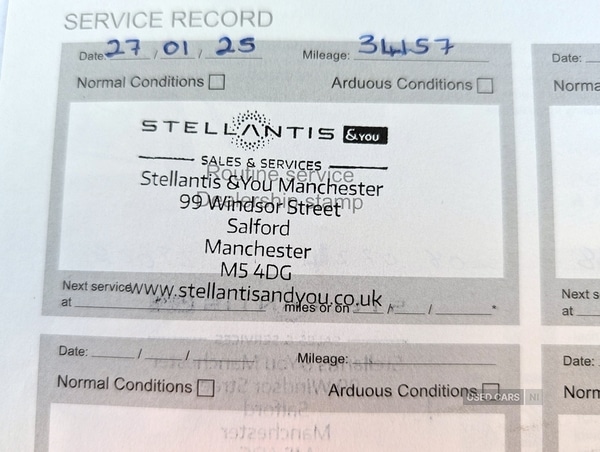 SERVICE RECORD
Date: 27 / 01 / 25 Mileage: 34157 Date:
Normal Conditions Arduous Conditions Norma
STELLANTIS &YOU
SALES & SERVICES
Routine service
Stellantis &You Manchester
Dealership stamp
99 Windsor Street
Salford
Manchester
M5 4DG
www.stellantisandyou.co.uk
Next service Next s
at miles or on / / * at
Date: / / Mileage: Date:
Normal Conditions Arduous Conditions Norm
USED CARS NI